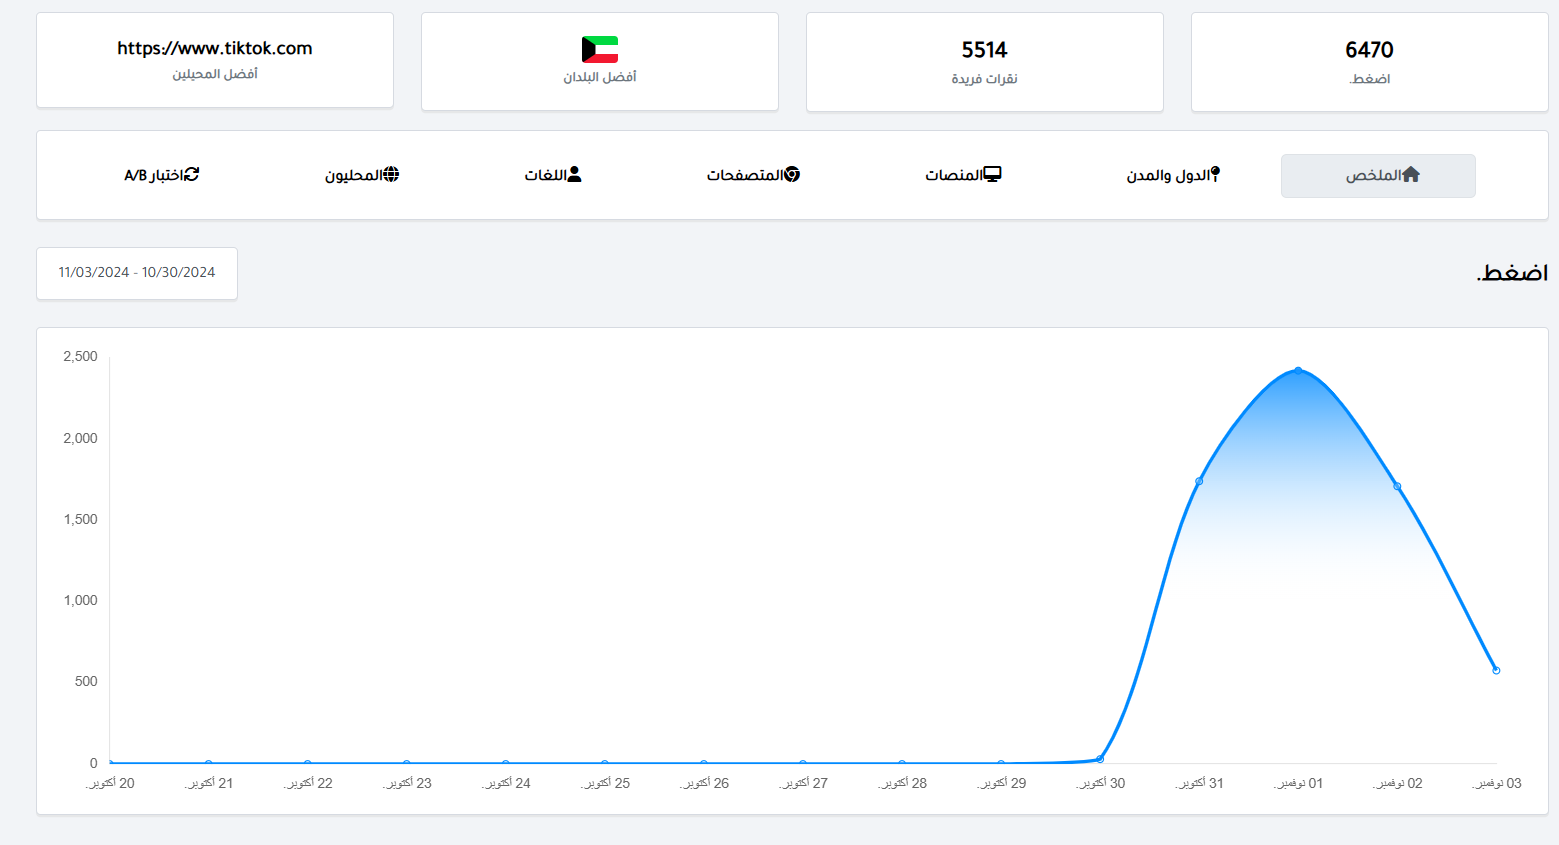 6470
اضغط.
5514
نقرات فريدة
أفضل البلدان
https://www.tiktok.com
أفضل المحيلين
الملخص
الدول والمدن
المنصات
المتصفحات
اللغات
المحليون
اختبار A/B
اضغط.
11/03/2024 - 10/30/2024
2,500
2,000
1,500
1,000
500
0
20 أكتوبر.
21 أكتوبر.
22 أكتوبر.
23 أكتوبر.
24 أكتوبر.
25 أكتوبر.
26 أكتوبر.
27 أكتوبر.
28 أكتوبر.
29 أكتوبر.
30 أكتوبر.
31 أكتوبر.
01 نوفمبر.
02 نوفمبر.
03 نوفمبر.